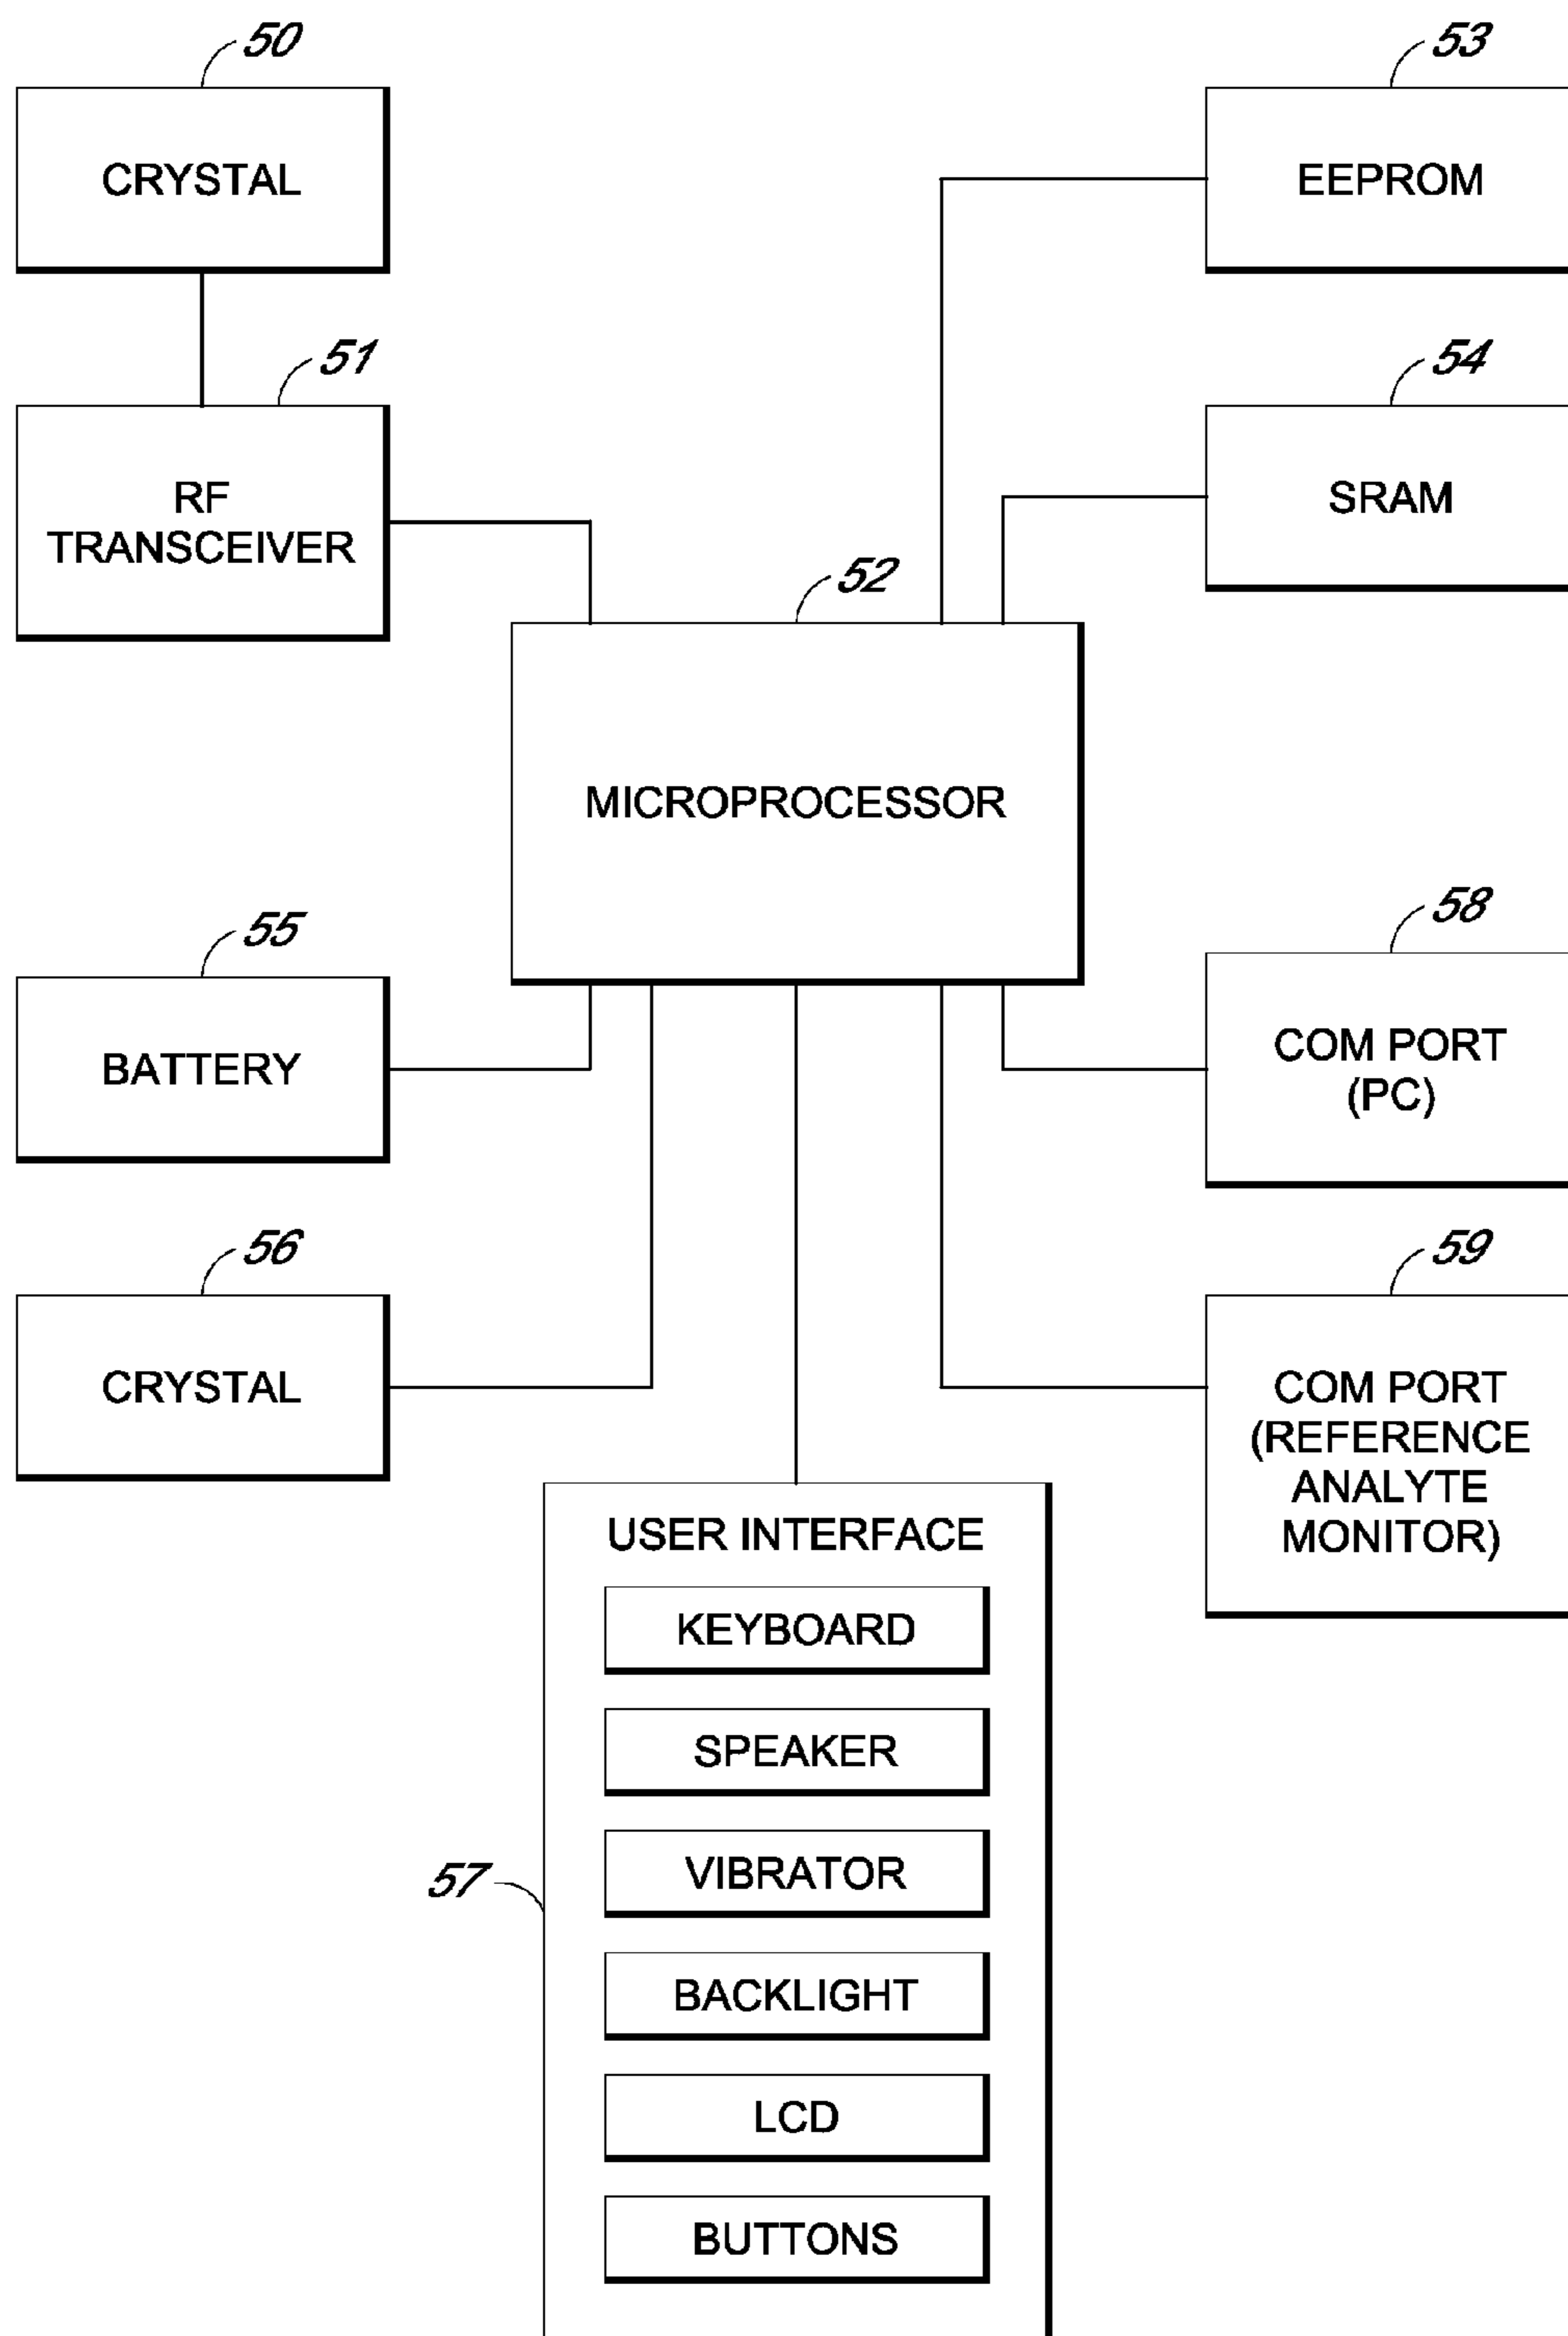 50
CRYSTAL
53
EEPROM
51
RF
TRANSCEIVER
54
SRAM
52
MICROPROCESSOR
55
BATTERY
58
COM PORT
(PC)
56
CRYSTAL
59
COM PORT
(REFERENCE
ANALYTE
MONITOR)
57
USER INTERFACE
KEYBOARD
SPEAKER
VIBRATOR
BACKLIGHT
LCD
BUTTONS